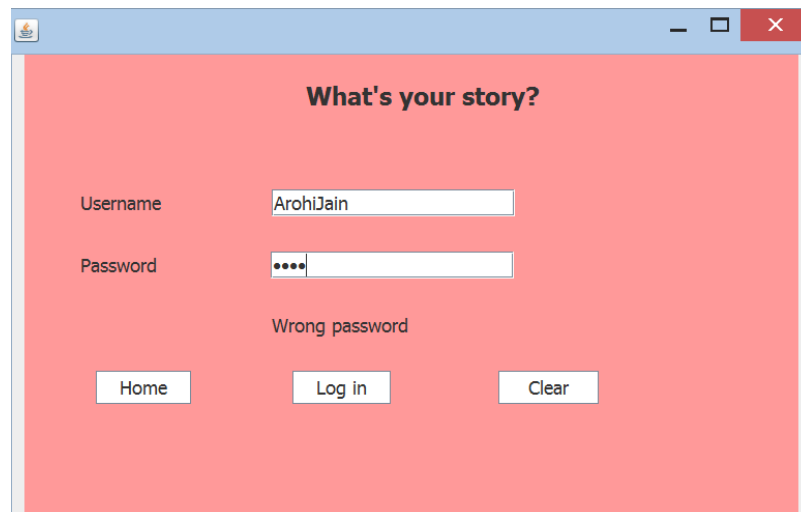 What's your story?
Username ArohiJain
Password ••••
Wrong password
Home Log in Clear